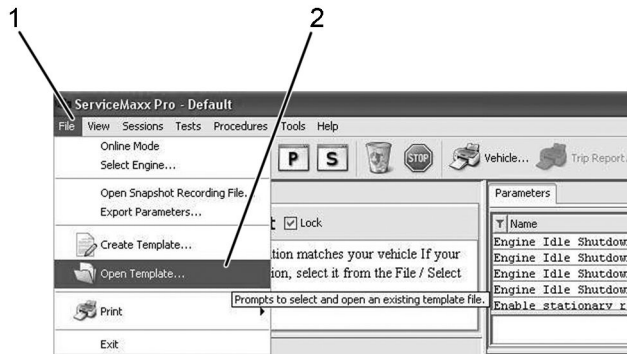 1
2
ServiceMaxx Pro - Default
File View Sessions Tests Procedures Tools Help
Online Mode
Select Engine...
Open Snapshot Recording File.
Export Parameters...
Create Template...
Open Template...
Print
Exit
P S STOP Vehicle... Trip Report.
Lock
tion matches your vehicle If your
on, select it from the File / Select
Prompts to select and open an existing template file.
Parameters
Name
Engine Idle Shutdow
Engine Idle Shutdow
Engine Idle Shutdow
Engine Idle Shutdow
Enable stationary r